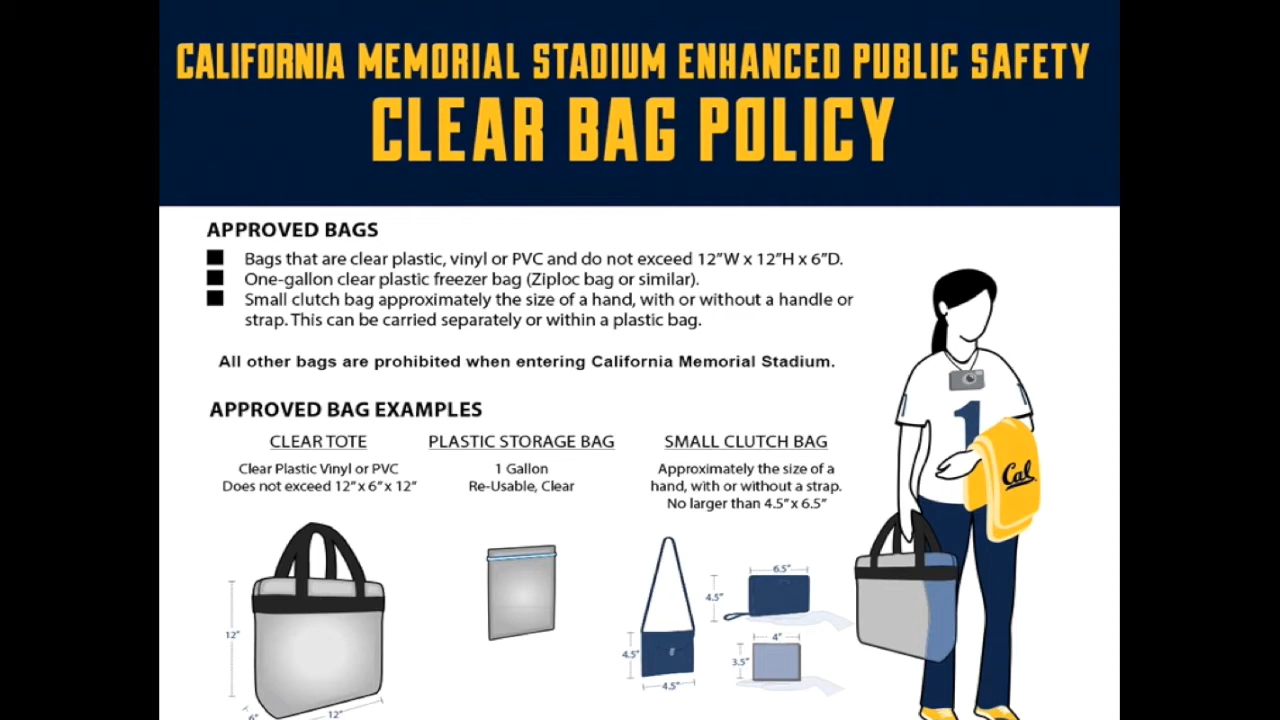 CALIFORNIA MEMORIAL STADIUM ENHANCED PUBLIC SAFETY
CLEAR BAG POLICY
APPROVED BAGS
Bags that are clear plastic, vinyl or PVC and do not exceed 12"W x 12"H x 6"D.
One-gallon clear plastic freezer bag (Ziploc bag or similar).
Small clutch bag approximately the size of a hand, with or without a handle or
strap. This can be carried separately or within a plastic bag.
All other bags are prohibited when entering California Memorial Stadium.
APPROVED BAG EXAMPLES
CLEAR TOTE
Clear Plastic Vinyl or PVC
Does not exceed 12" x 6" x 12"
PLASTIC STORAGE BAG
1 Gallon
Re-Usable, Clear
SMALL CLUTCH BAG
Approximately the size of a
hand, with or without a strap.
No larger than 4.5" x 6.5"
12"
6"
12"
4.5"
4.5"
6.5"
4.5"
4"
3.5"
1
Cal